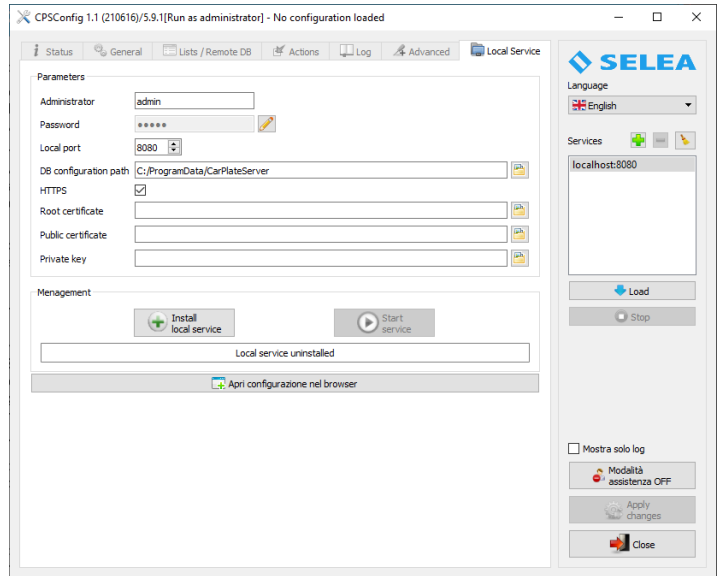 CPSConfig 1.1 (210616)/5.9.1[Run as administrator] - No configuration loaded
Status
General
Lists / Remote DB
Actions
Log
Advanced
Local Service
Parameters
Administrator
admin
Password
●●●●●
Local port
8080
DB configuration path
C:/ProgramData/CarPlateServer
HTTPS
Root certificate
Public certificate
Private key
Menagement
Install
local service
Start
service
Local service uninstalled
Apri configurazione nel browser
SELEA
Language
English
Services
localhost:8080
Load
Stop
Mostra solo log
Modalità
assistenza OFF
Apply
changes
Close